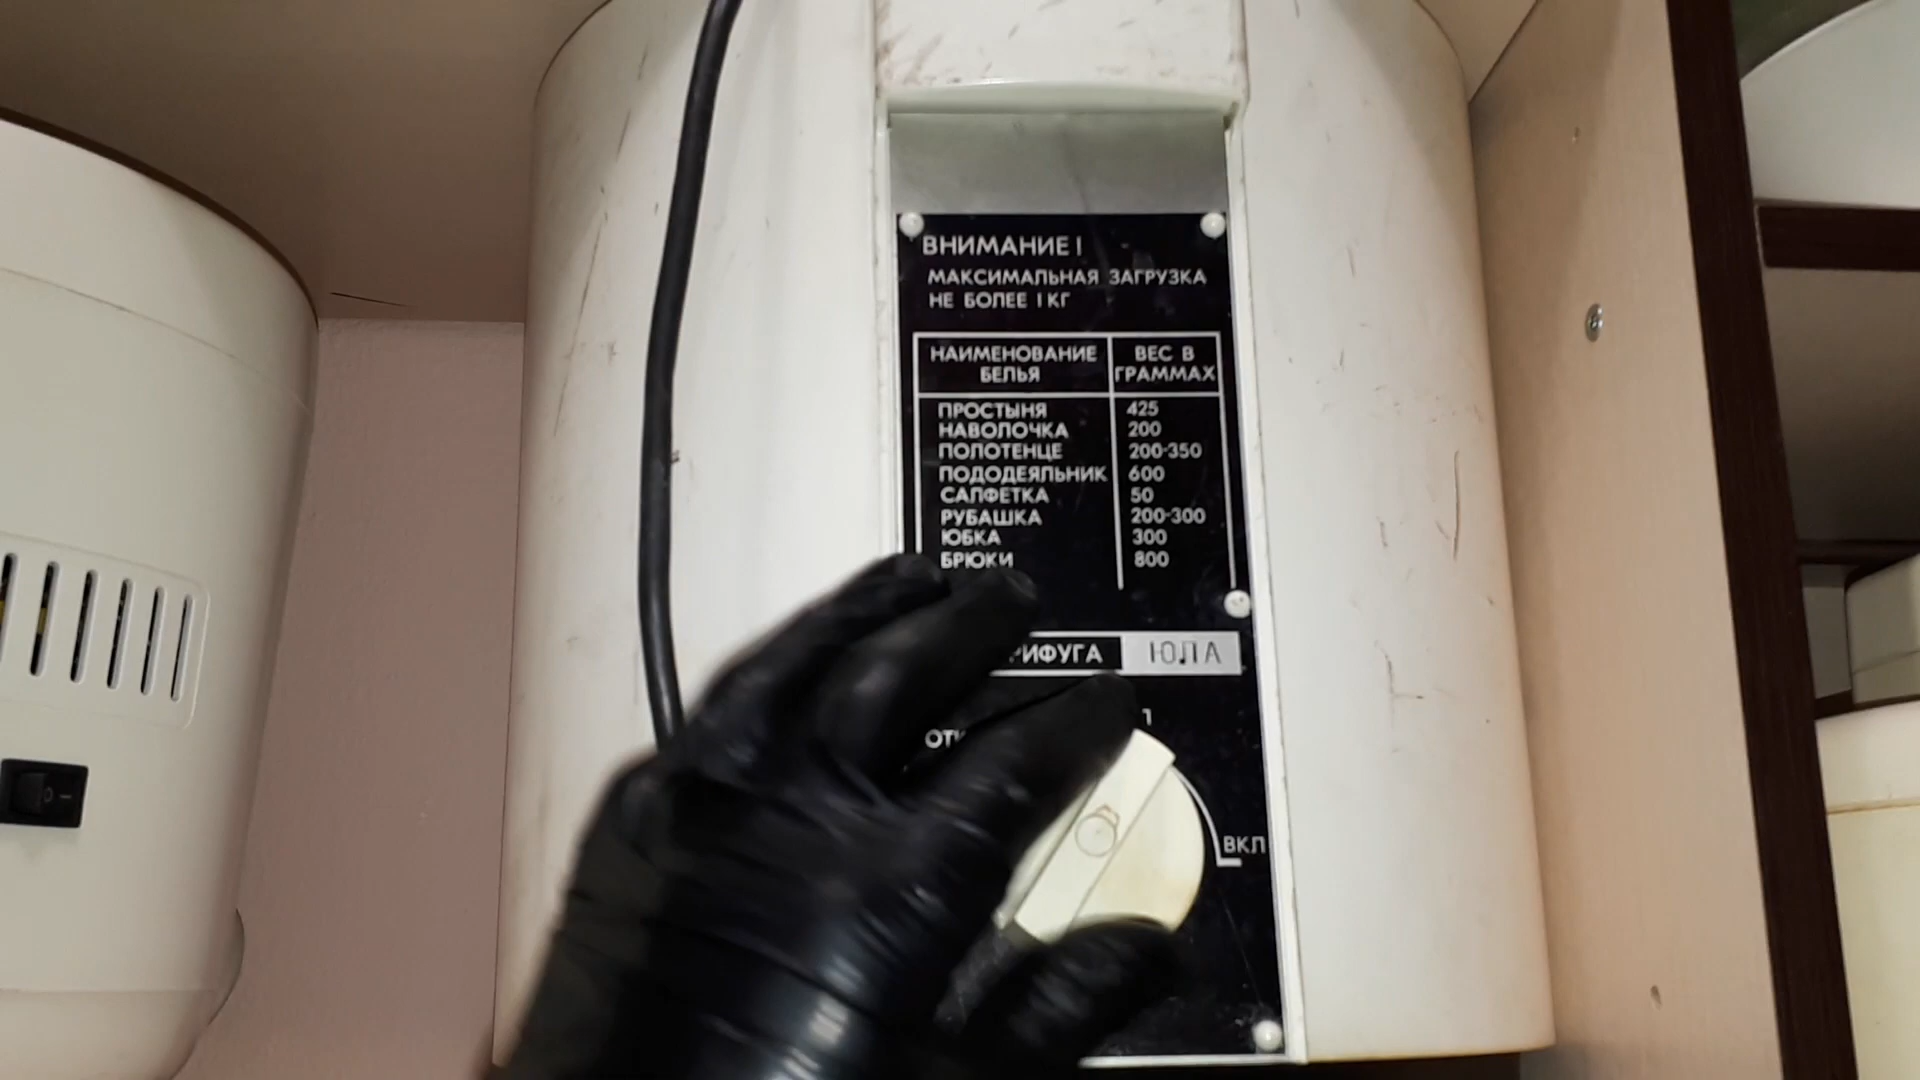 ВНИМАНИЕ!
МАКСИМАЛЬНАЯ ЗАГРУЗКА
НЕ БОЛЕЕ 1 КГ
НАИМЕНОВАНИЕ БЕЛЬЯ ВЕС В ГРАММАХ
ПРОСТЫНЯ 425
НАВОЛОЧКА 200
ПОЛОТЕНЦЕ 200-350
ПОДОДЕЯЛЬНИК 600
САЛФЕТКА 50
РУБАШКА 200-300
ЮБКА 300
БРЮКИ 800
РИФУГА ЮЛА
ВКЛ